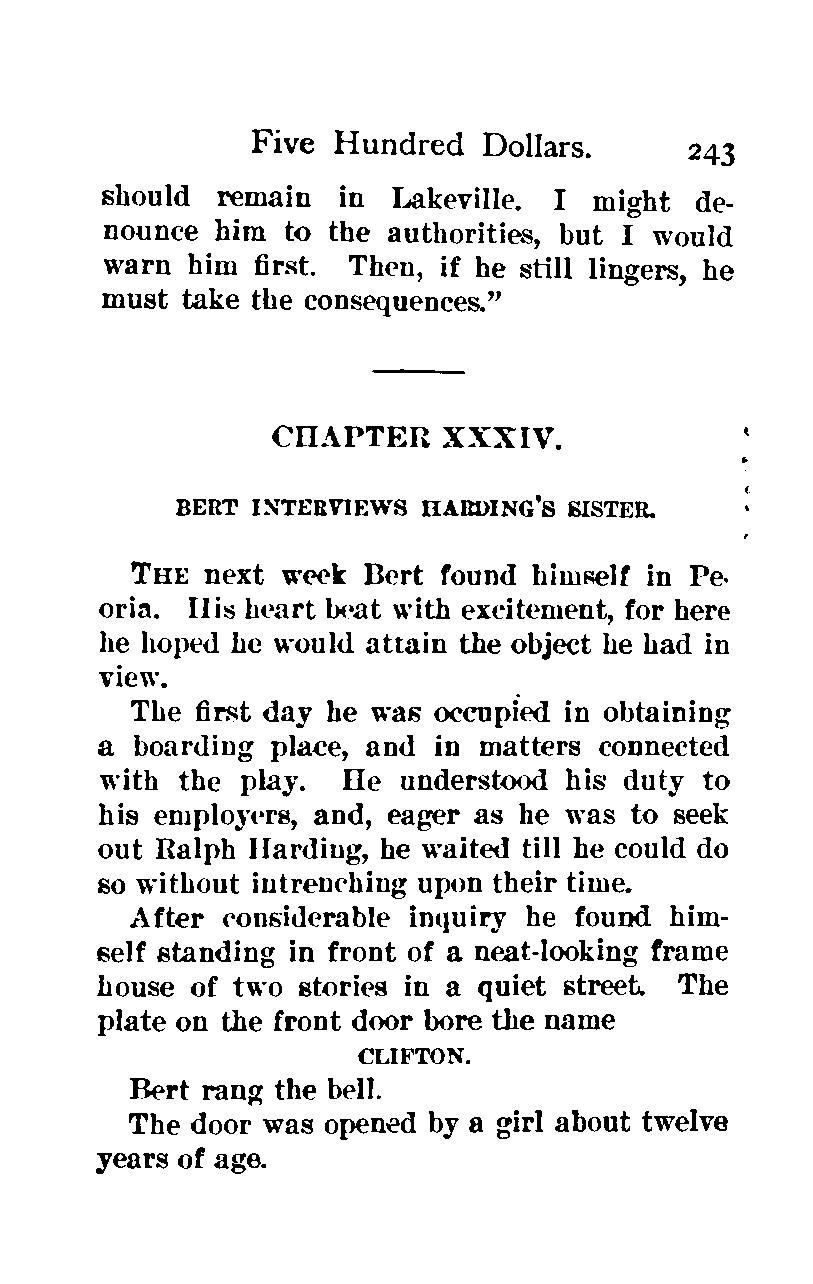 Five Hundred Dollars. 243
should remain in Lakeville. I might de-
nounce him to the authorities, but I would
warn him first. Then, if he still lingers, he
must take the consequences.”
CHAPTER XXXIV.
BERT INTERVIEWS HARDING'S SISTER.
THE next week Bert found himself in Pe-
oria. His heart beat with excitement, for here
he hoped he would attain the object he had in
view.
The first day he was occupied in obtaining
a boarding place, and in matters connected
with the play. He understood his duty to
his employers, and, eager as he was to seek
out Ralph Harding, he waited till he could do
so without intrenching upon their time.
After considerable inquiry he found him-
self standing in front of a neat-looking frame
house of two stories in a quiet street. The
plate on the front door bore the name
CLIFTON.
Bert rang the bell.
The door was opened by a girl about twelve
years of age.